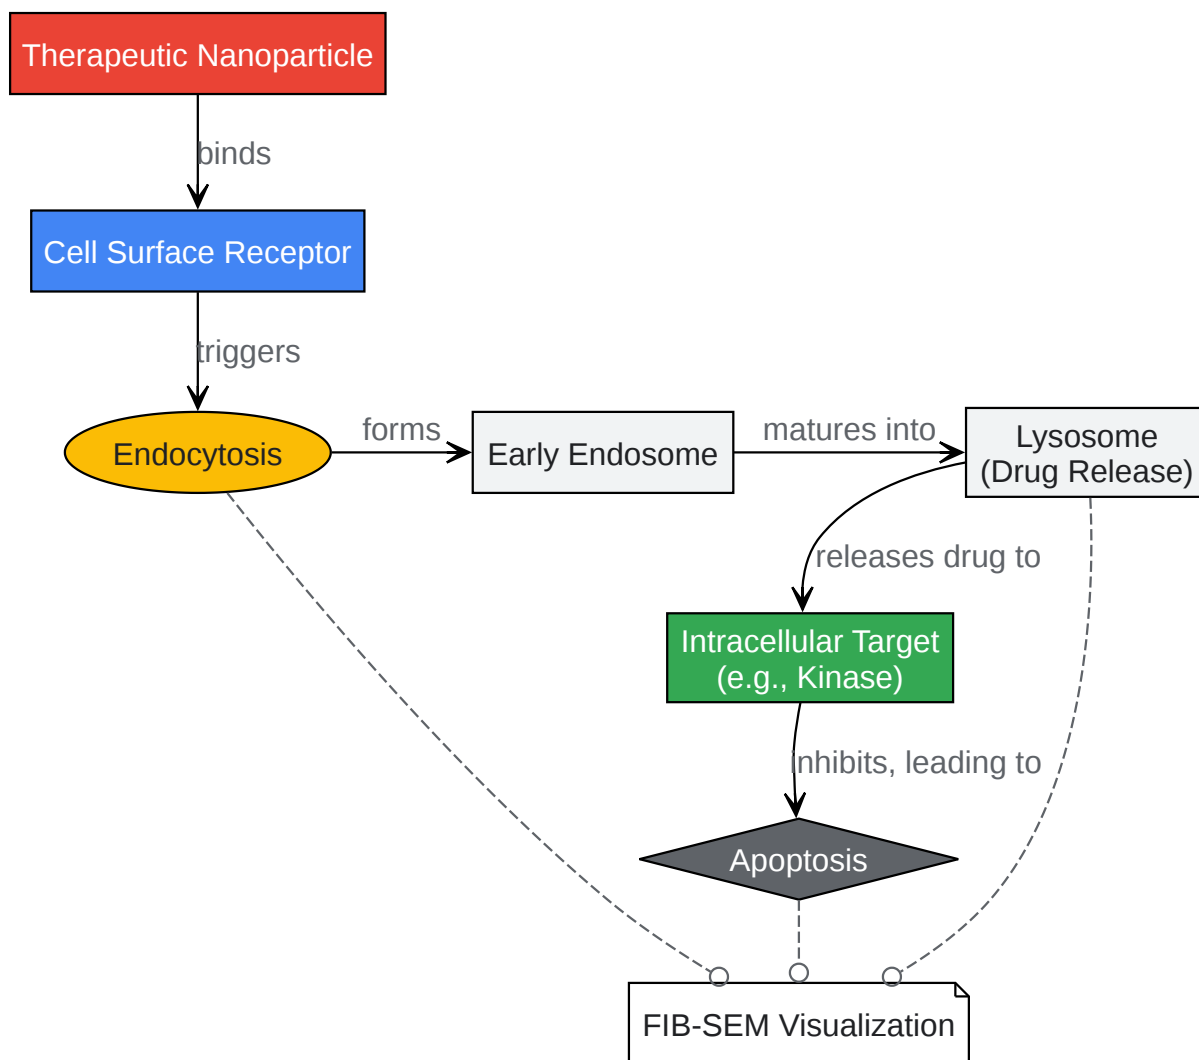 Therapeutic Nanoparticle
binds
Cell Surface Receptor
triggers
Endocytosis
forms
Early Endosome
matures into
Lysosome
(Drug Release)
releases drug to
Intracellular Target
(e.g., Kinase)
inhibits, leading to
Apoptosis
FIB-SEM Visualization